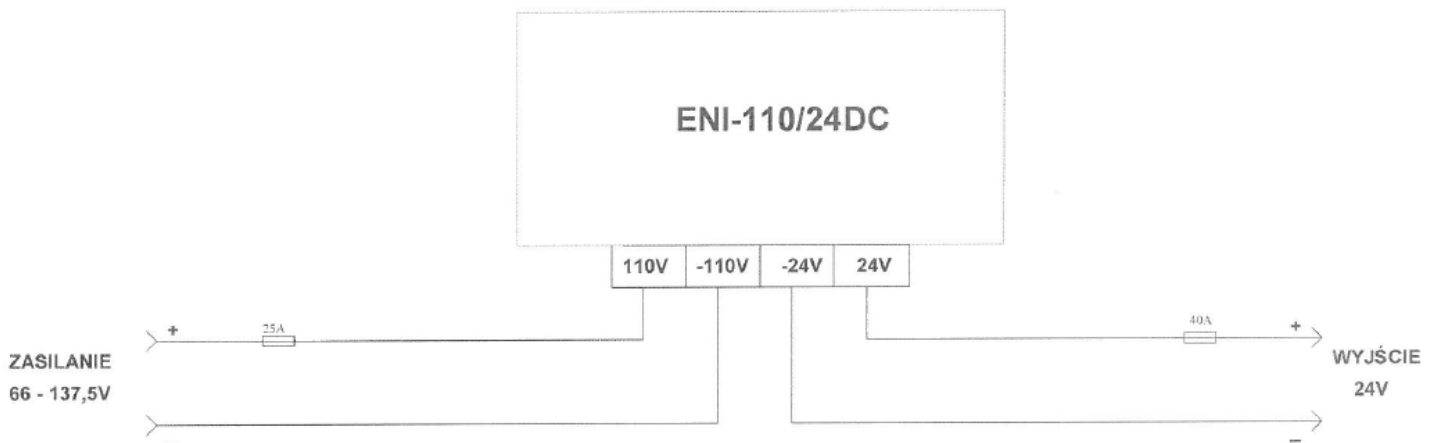 ENI-110/24DC
110V -110V -24V 24V
+ 25A 40A +
ZASILANIE
66 - 137,5V
WYJŚCIE
24V
– –